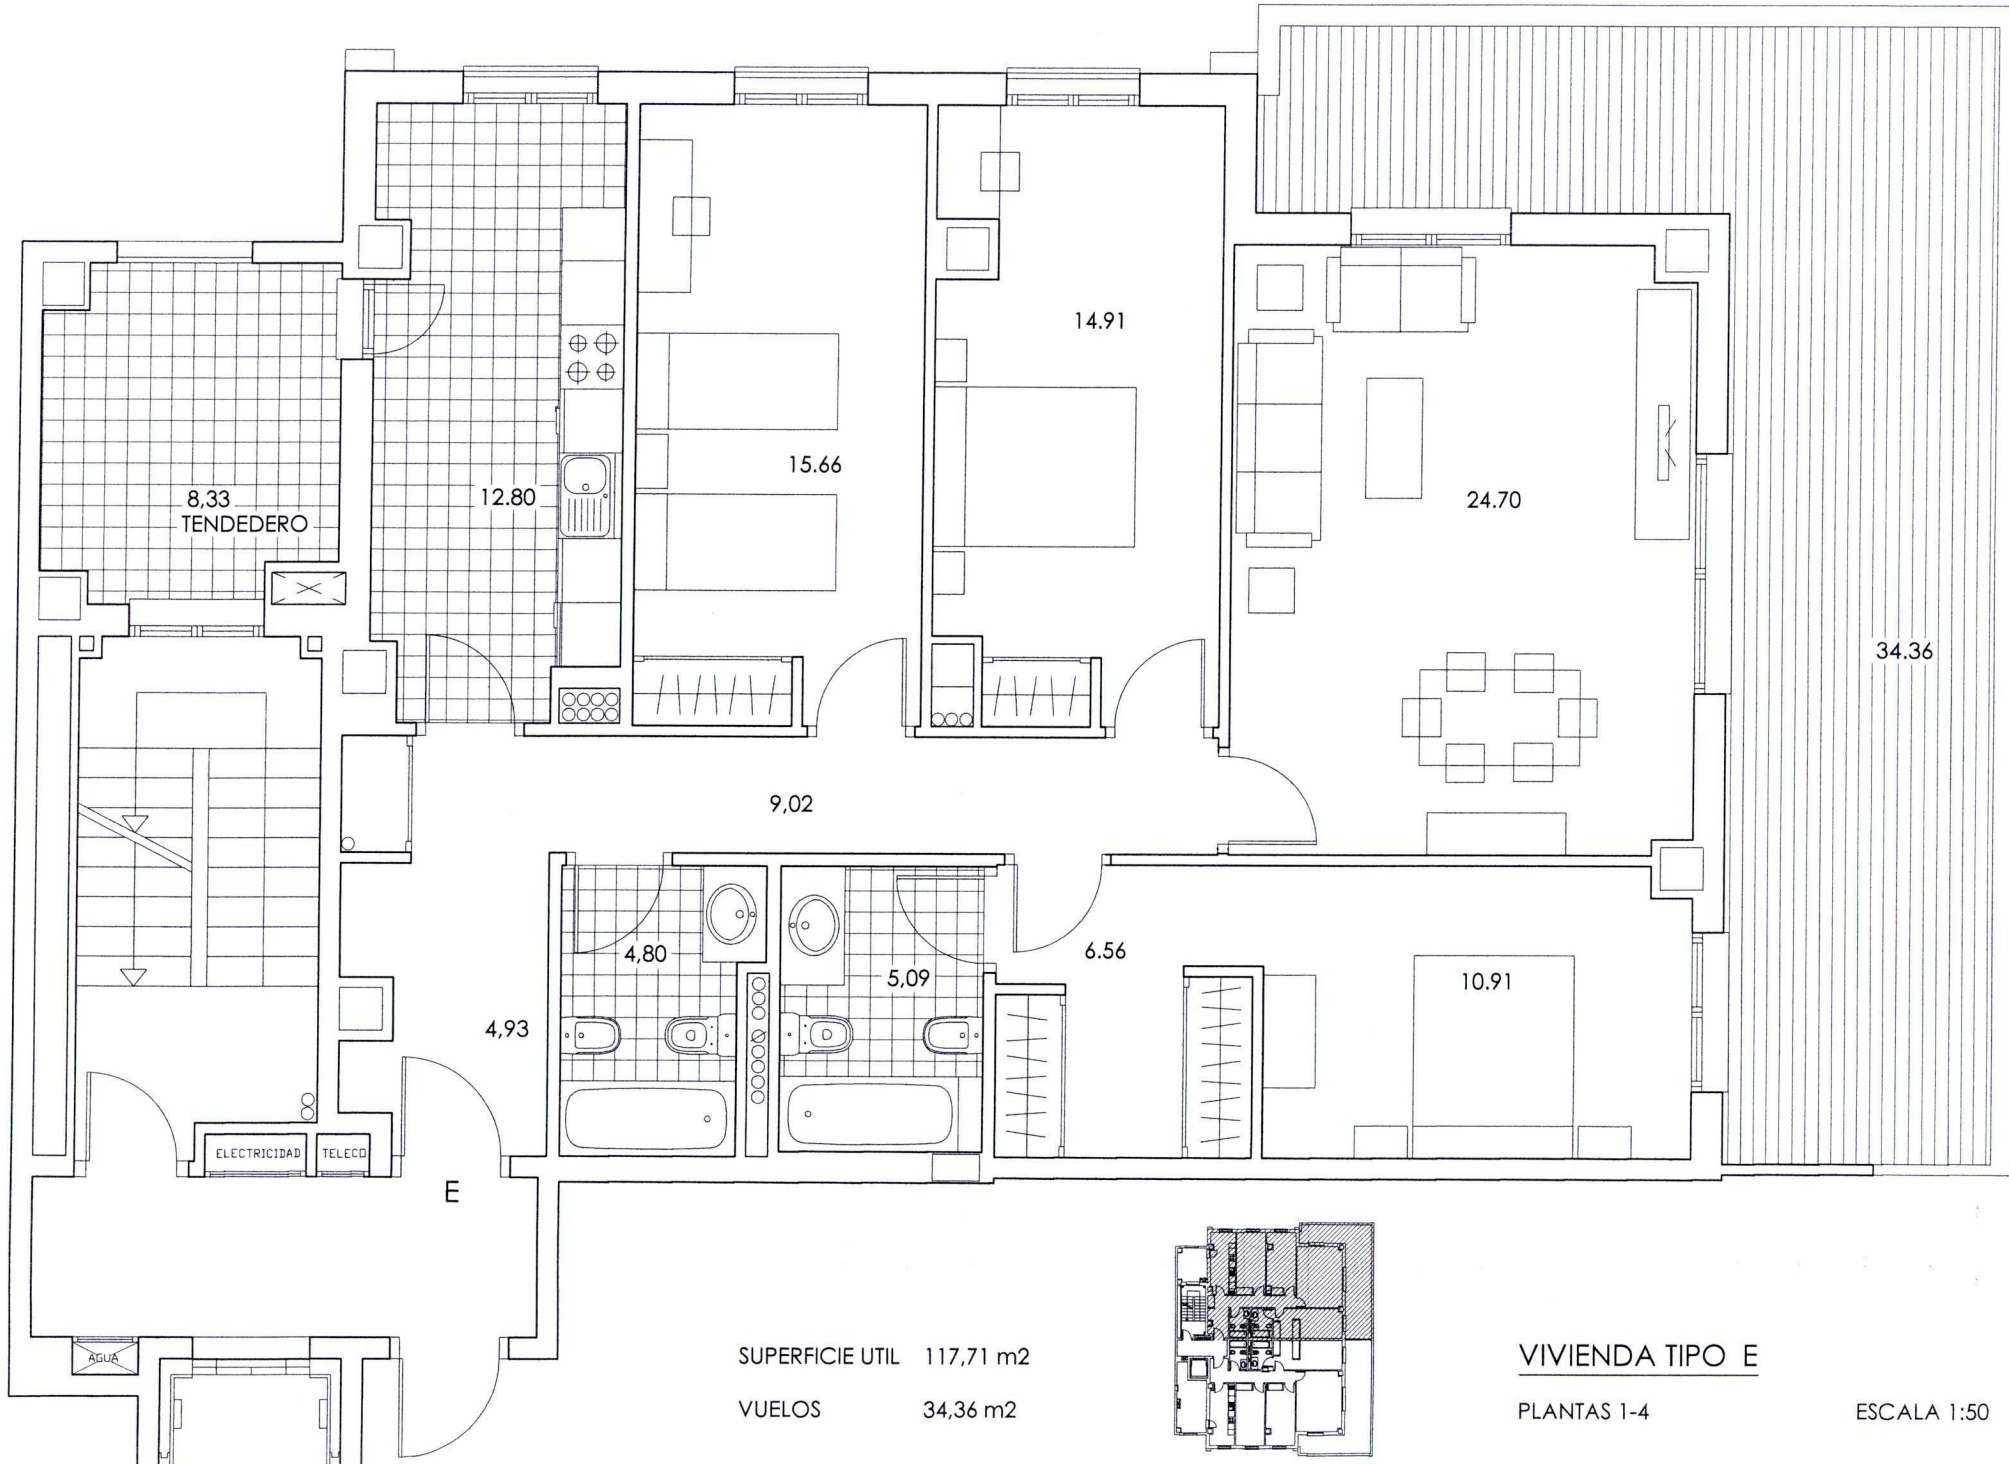 14.91
15.66
24.70
8,33
TENDEDERO
12.80
34.36
9,02
4,80
5,09
6.56
10.91
4,93
ELECTRICIDAD
TELECO
E
AGUA
SUPERFICIE UTIL 117,71 m2
VUELOS 34,36 m2
VIVIENDA TIPO E
PLANTAS 1-4
ESCALA 1:50